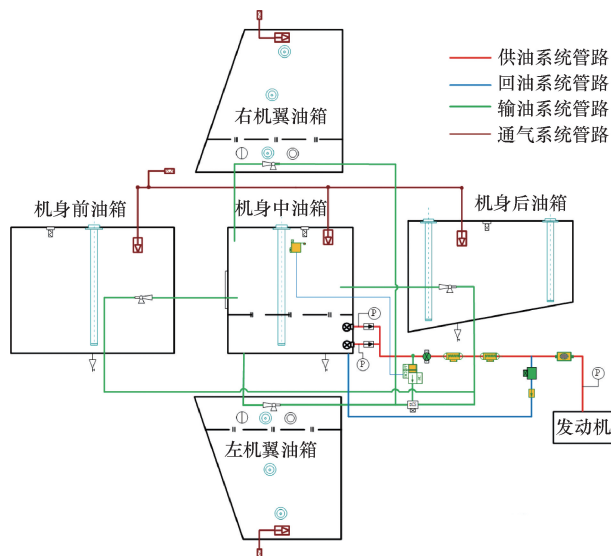 供油系统管路
回油系统管路
输油系统管路
通气系统管路
右机翼油箱
机身前油箱
机身中油箱
机身后油箱
P
P
P
左机翼油箱
发动机